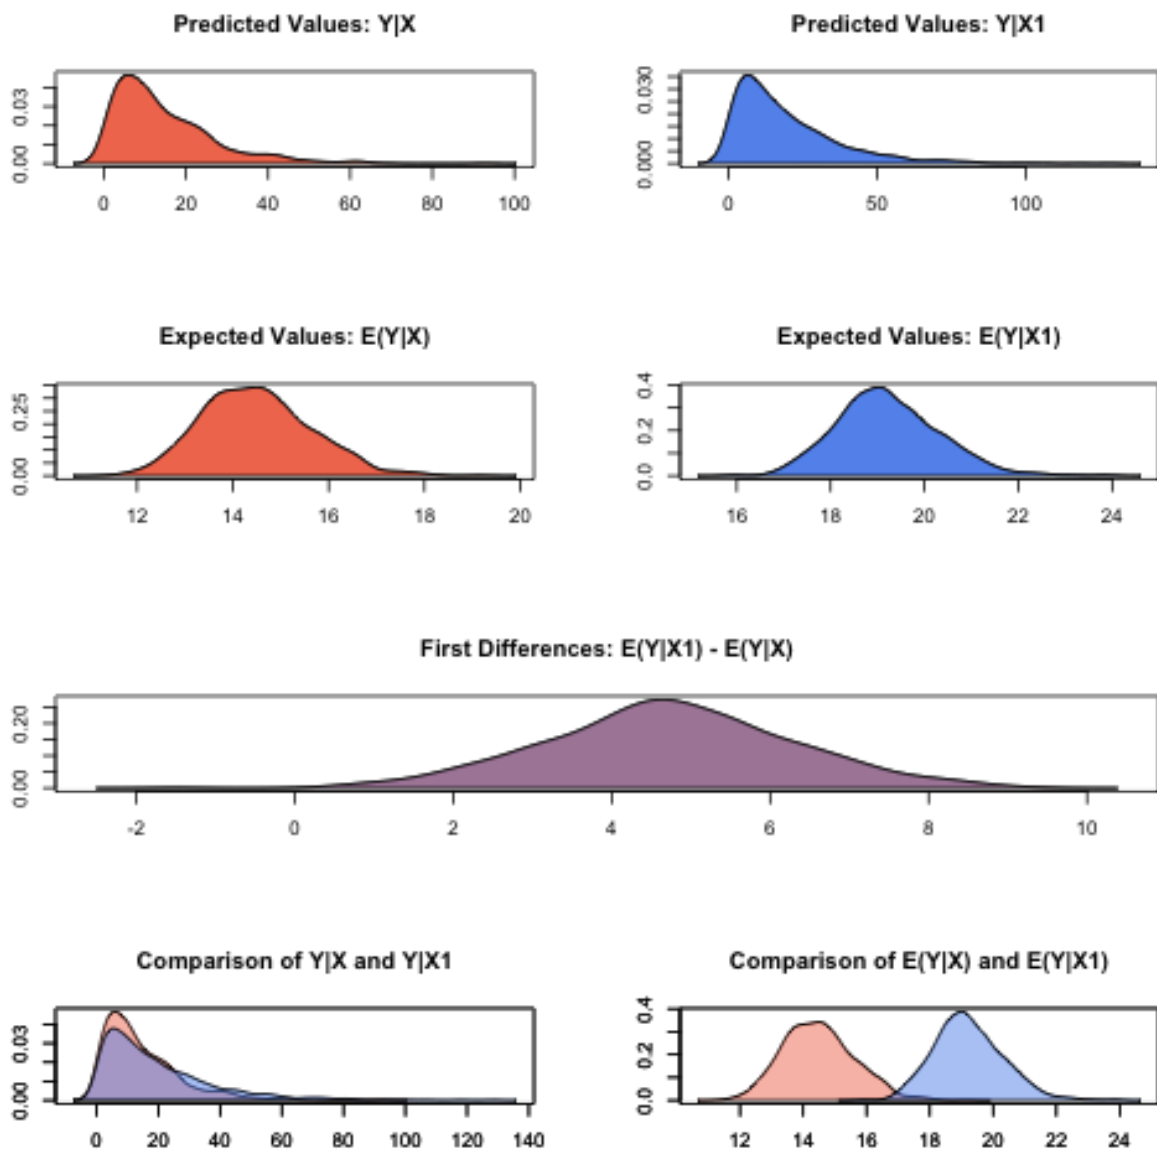 Predicted Values: Y|X
0.00 0.03
0 20 40 60 80 100
Predicted Values: Y|X1
0.000 0.030
0 50 100
Expected Values: E(Y|X)
0.00 0.25
12 14 16 18 20
Expected Values: E(Y|X1)
0.0 0.2 0.4
16 18 20 22 24
First Differences: E(Y|X1) - E(Y|X)
0.00 0.20
-2 0 2 4 6 8 10
Comparison of Y|X and Y|X1
0.00 0.03
0 20 40 60 80 100 120 140
Comparison of E(Y|X) and E(Y|X1)
0.0 0.2 0.4
12 14 16 18 20 22 24